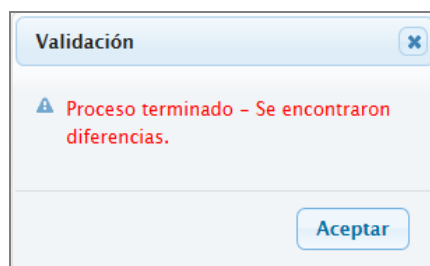 Validación
Proceso terminado – Se encontraron
diferencias.
Aceptar